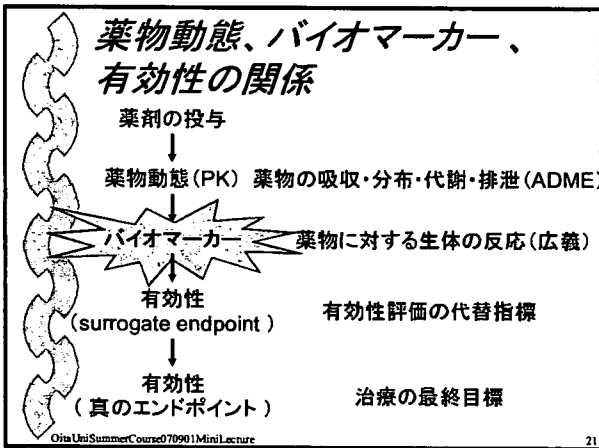 薬物動態、バイオマーカー、
有効性の関係
薬剤の投与
薬物動態(PK) 薬物の吸収・分布・代謝・排泄(ADME)
バイオマーカー 薬物に対する生体の反応(広義)
有効性
(surrogate endpoint) 有効性評価の代替指標
有効性
(真のエンドポイント) 治療の最終目標
OitaUniSummerCourse070901MiniLecture 21